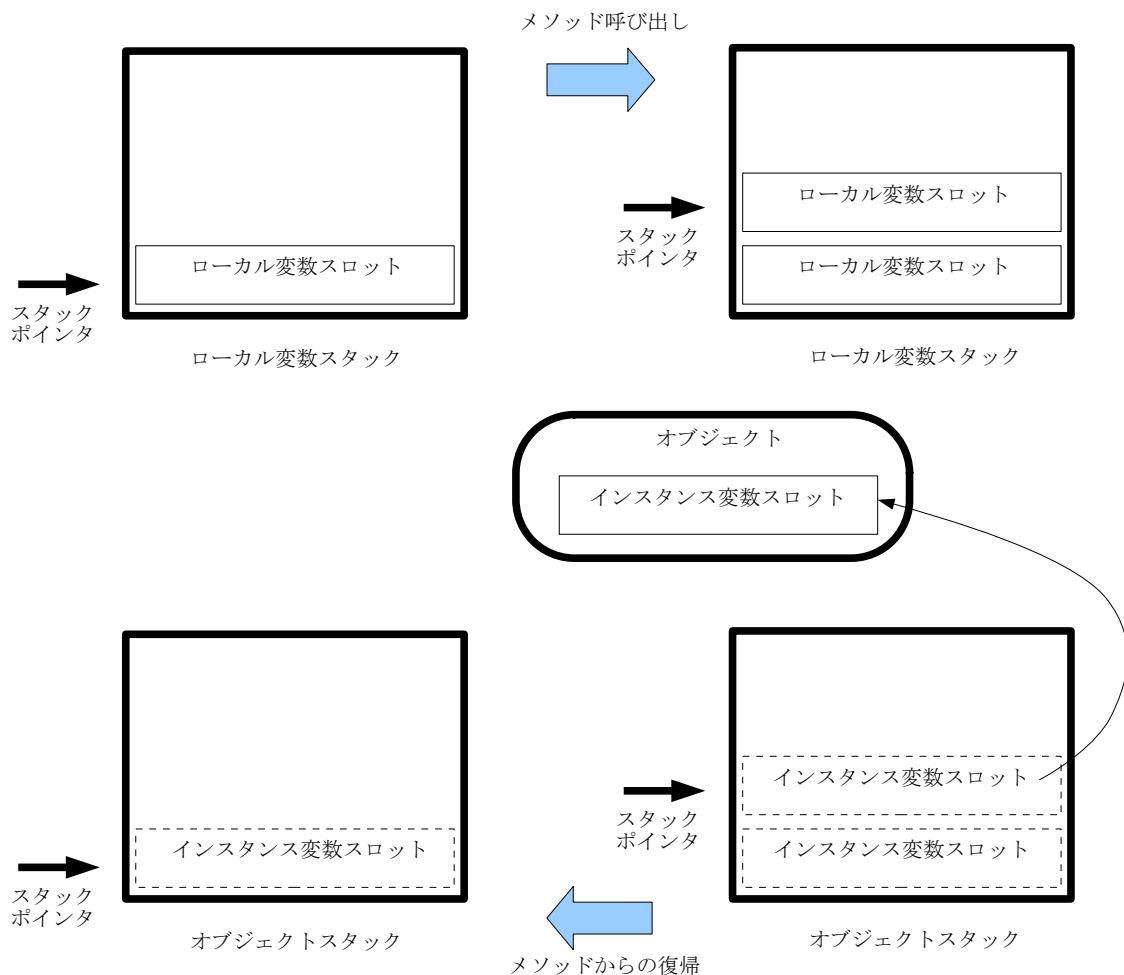 メソッド呼び出し
ローカル変数スロット
スタック
ポインタ
ローカル変数スタック
ローカル変数スロット
スタック
ポインタ
ローカル変数スロット
ローカル変数スタック
オブジェクト
インスタンス変数スロット
インスタンス変数スロット
スタック
ポインタ
オブジェクトスタック
インスタンス変数スロット
スタック
ポインタ
インスタンス変数スロット
オブジェクトスタック
メソッドからの復帰